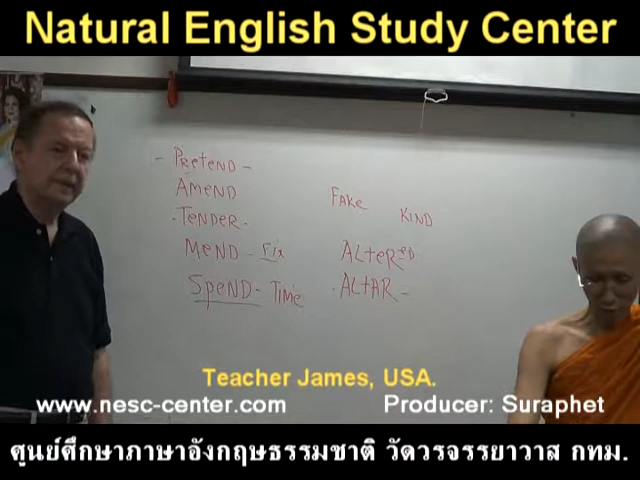 Natural English Study Center
- Pretend -
Amend
Fake
Kind
- Tender -
Mend - Fix
Altered
Spend - Time
- Altar -
Teacher James, USA.
www.nesc-center.com
Producer: Suraphet
ศูนย์ศึกษาภาษาอังกฤษธรรมชาติ วัดวรจรรยาวาส กทม.